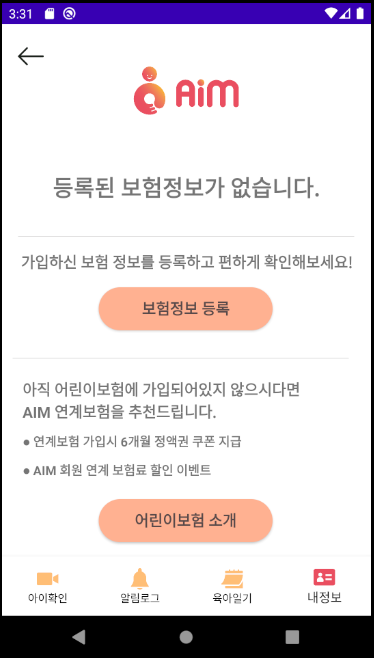 3:31
AiM
등록된 보험정보가 없습니다.
가입하신 보험 정보를 등록하고 편하게 확인해보세요!
보험정보 등록
아직 어린이보험에 가입되어있지 않으시다면
AIM 연계보험을 추천드립니다.
● 연계보험 가입시 6개월 정액권 쿠폰 지급
● AIM 회원 연계 보험료 할인 이벤트
어린이보험 소개
아이확인 알림로그 육아일기 내정보